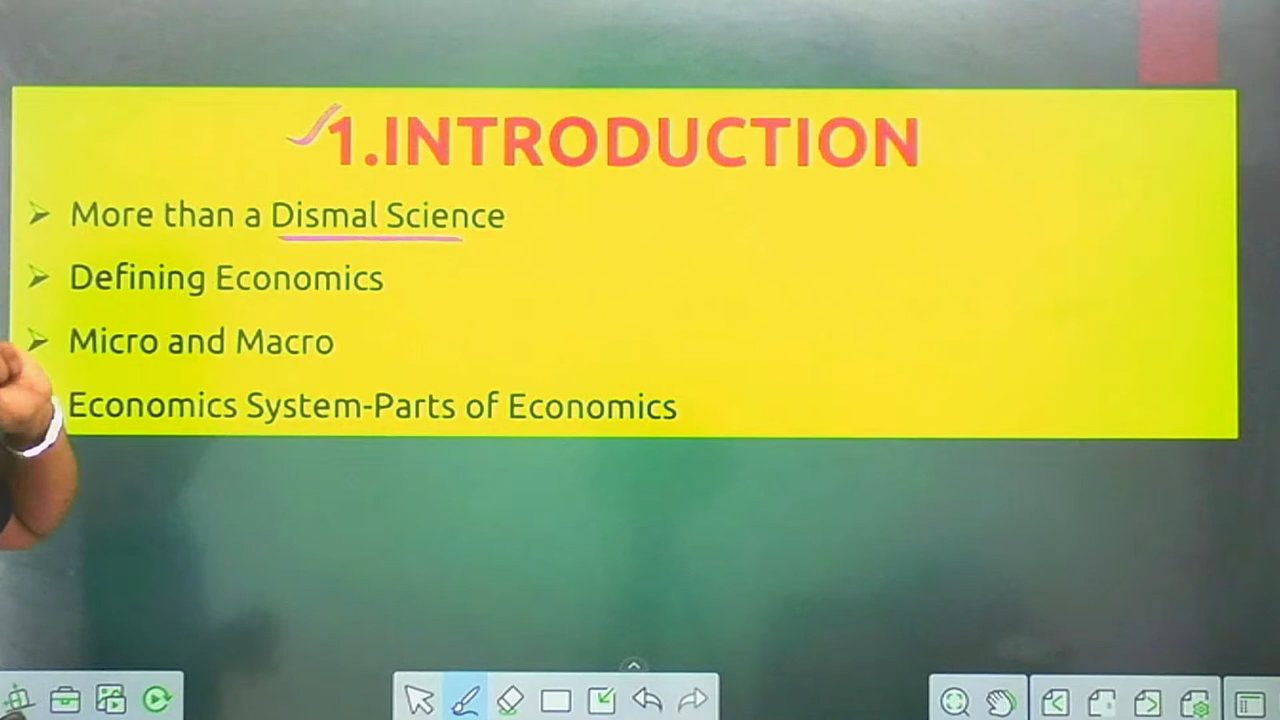 1.INTRODUCTION
More than a Dismal Science
Defining Economics
Micro and Macro
Economics System-Parts of Economics